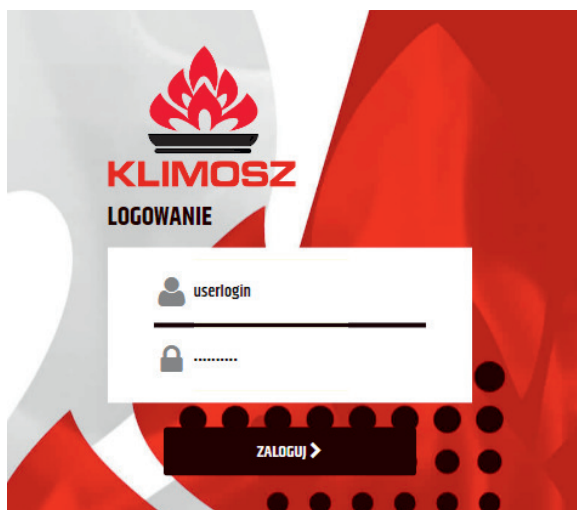 KLIMOSZ
LOGOWANIE
userlogin
..........
ZALOGUJ